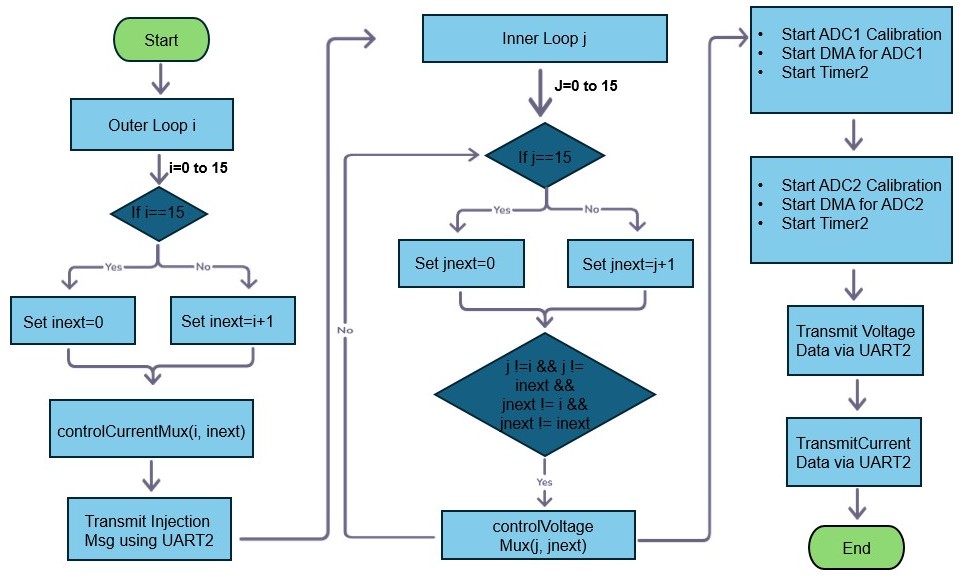 Start
Outer Loop i
i=0 to 15
If i==15
Yes
No
Set inext=0
Set inext=i+1
controlCurrentMux(i, inext)
Transmit Injection
Msg using UART2
Inner Loop j
J=0 to 15
If j==15
Yes
No
Set jnext=0
Set jnext=j+1
No
j !=i && j !=
inext &&
jnext != i &&
jnext != inext
Yes
controlVoltage
Mux(j, jnext)
• Start ADC1 Calibration
• Start DMA for ADC1
• Start Timer2
• Start ADC2 Calibration
• Start DMA for ADC2
• Start Timer2
Transmit Voltage
Data via UART2
TransmitCurrent
Data via UART2
End